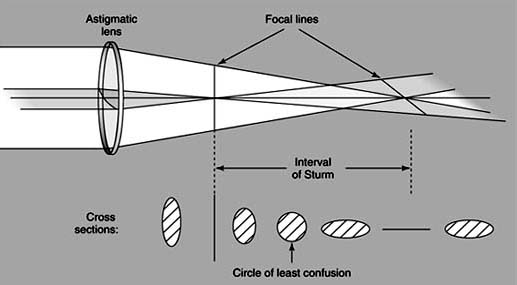 Astigmatic
lens
Focal lines
Interval
of Sturm
Cross
sections:
Circle of least confusion